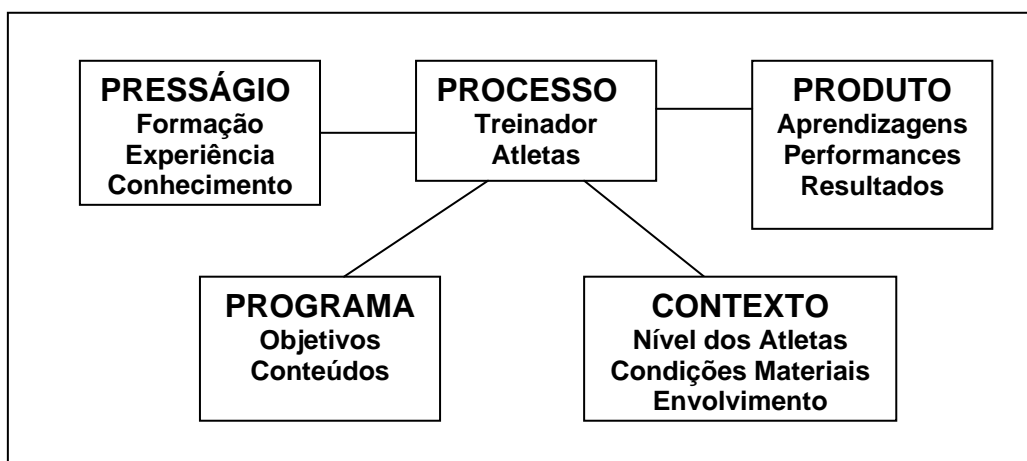 PRESSÁGIO
Formação
Experiência
Conhecimento
PROCESSO
Treinador
Atletas
PRODUTO
Aprendizagens
Performances
Resultados
PROGRAMA
Objetivos
Conteúdos
CONTEXTO
Nível dos Atletas
Condições Materiais
Envolvimento